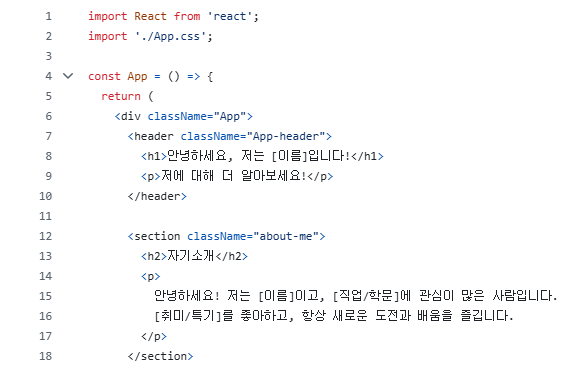 1 import React from 'react';
2 import './App.css';
3
4 const App = () => {
5 return (
6 <div className="App">
7 <header className="App-header">
8 <h1>안녕하세요, 저는 [이름]입니다!</h1>
9 <p>저에 대해 더 알아보세요!</p>
10 </header>
11
12 <section className="about-me">
13 <h2>자기소개</h2>
14 <p>
15 안녕하세요! 저는 [이름]이고, [직업/학문]에 관심이 많은 사람입니다.
16 [취미/특기]를 좋아하고, 항상 새로운 도전과 배움을 즐깁니다.
17 </p>
18 </section>